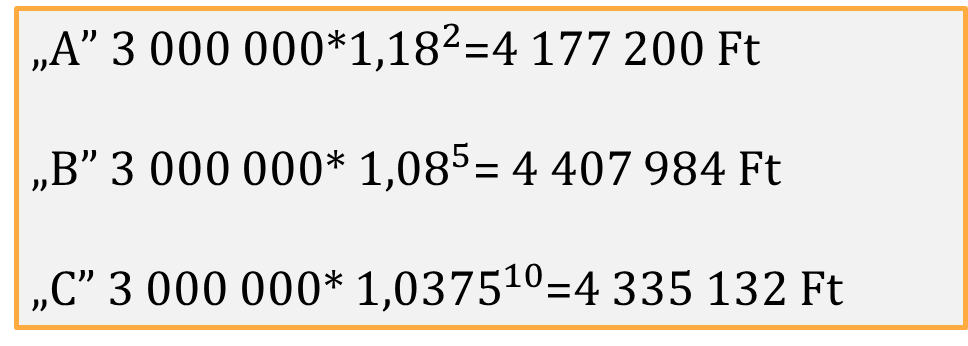 „A” 3 000 000*1,18²=4 177 200 Ft
„B” 3 000 000* 1,08⁵= 4 407 984 Ft
„C” 3 000 000* 1,0375¹⁰=4 335 132 Ft